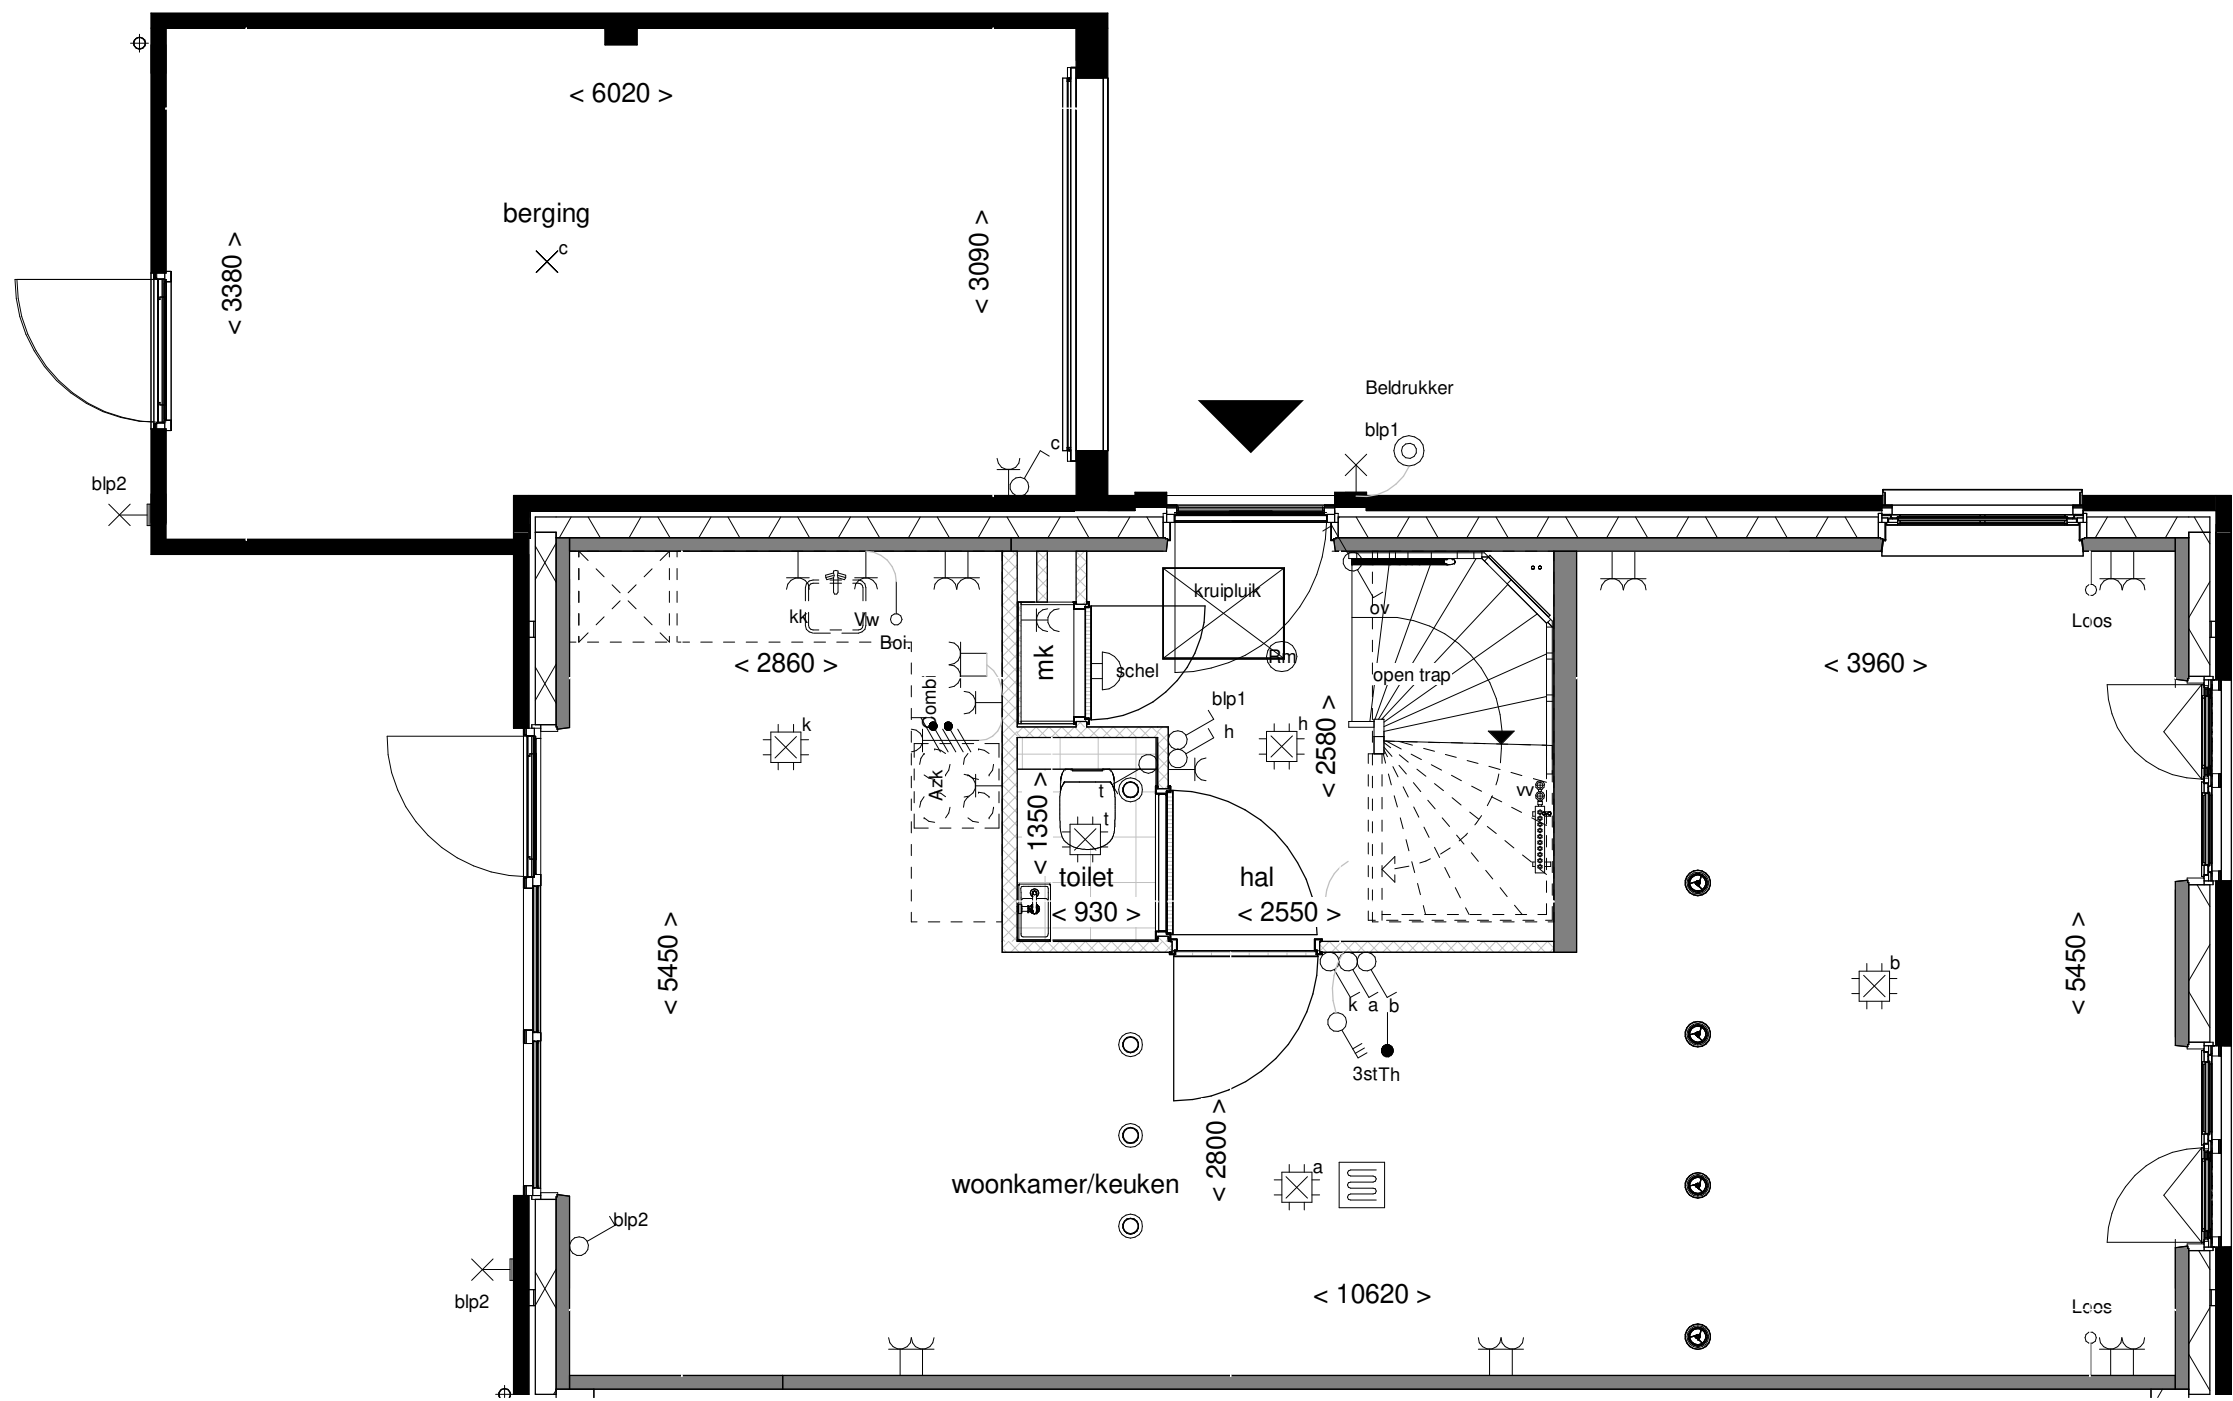 < 6020 >
berging
c
< 3380 >
< 3090 >
Beldrukker
blp1
c
blp2
kruipluik
ov
kk
Vw
Boi.
Loos
< 2860 >
mk
schel
Rm
open trap
< 3960 >
Combi
blp1
h
k
h
< 2580 >
Azk
t
t
vv
< 1350 >
toilet
hal
< 930 >
< 2550 >
< 5450 >
< 5450 >
b
k
a
b
3stTh
< 2800 >
a
woonkamer/keuken
blp2
blp2
< 10620 >
Loos